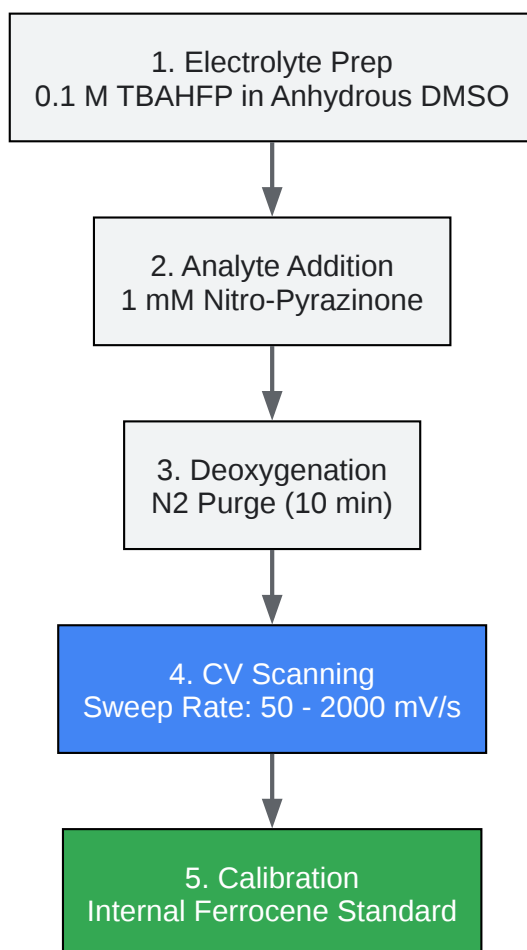 1. Electrolyte Prep
0.1 M TBAHFP in Anhydrous DMSO
2. Analyte Addition
1 mM Nitro-Pyrazinone
3. Deoxygenation
N2 Purge (10 min)
4. CV Scanning
Sweep Rate: 50 - 2000 mV/s
5. Calibration
Internal Ferrocene Standard